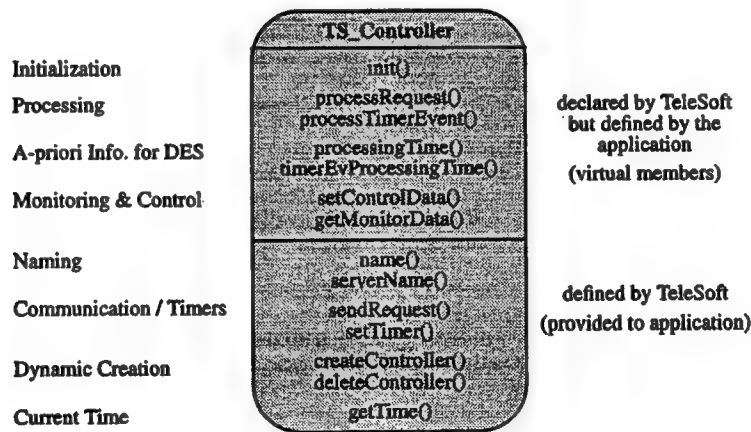 TS_Controller
Initialization init()
Processing processRequest()
processTimerEvent()
A-priori Info. for DES processingTime()
timerEvProcessingTime()
Monitoring & Control setControlData()
getMonitorData()
declared by TeleSoft
but defined by the
application
(virtual members)
Naming name()
serverName()
Communication / Timers sendRequest()
setTimer()
Dynamic Creation createController()
deleteController()
Current Time getTime()
defined by TeleSoft
(provided to application)